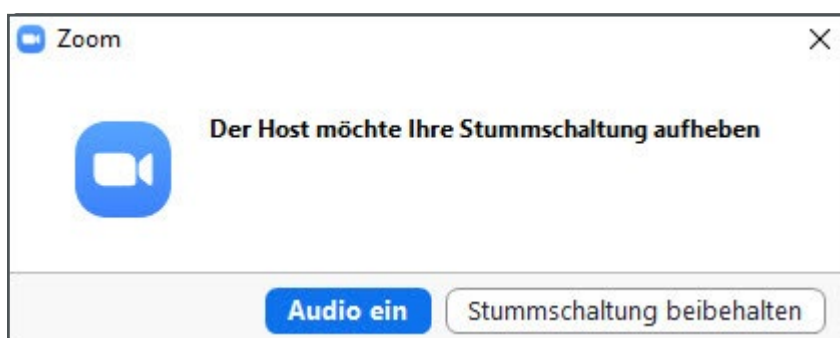 Zoom
Der Host möchte Ihre Stummschaltung aufheben
Audio ein
Stummschaltung beibehalten